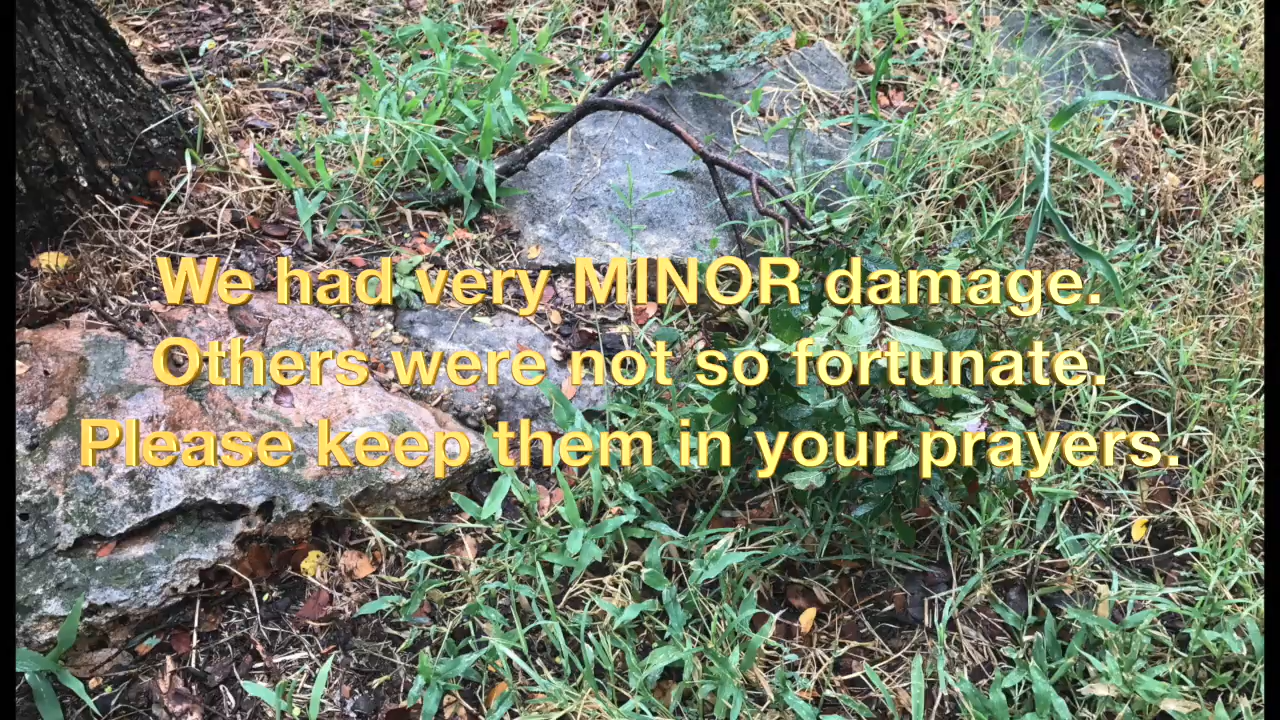 We had very MINOR damage.
Others were not so fortunate.
Please keep them in your prayers.